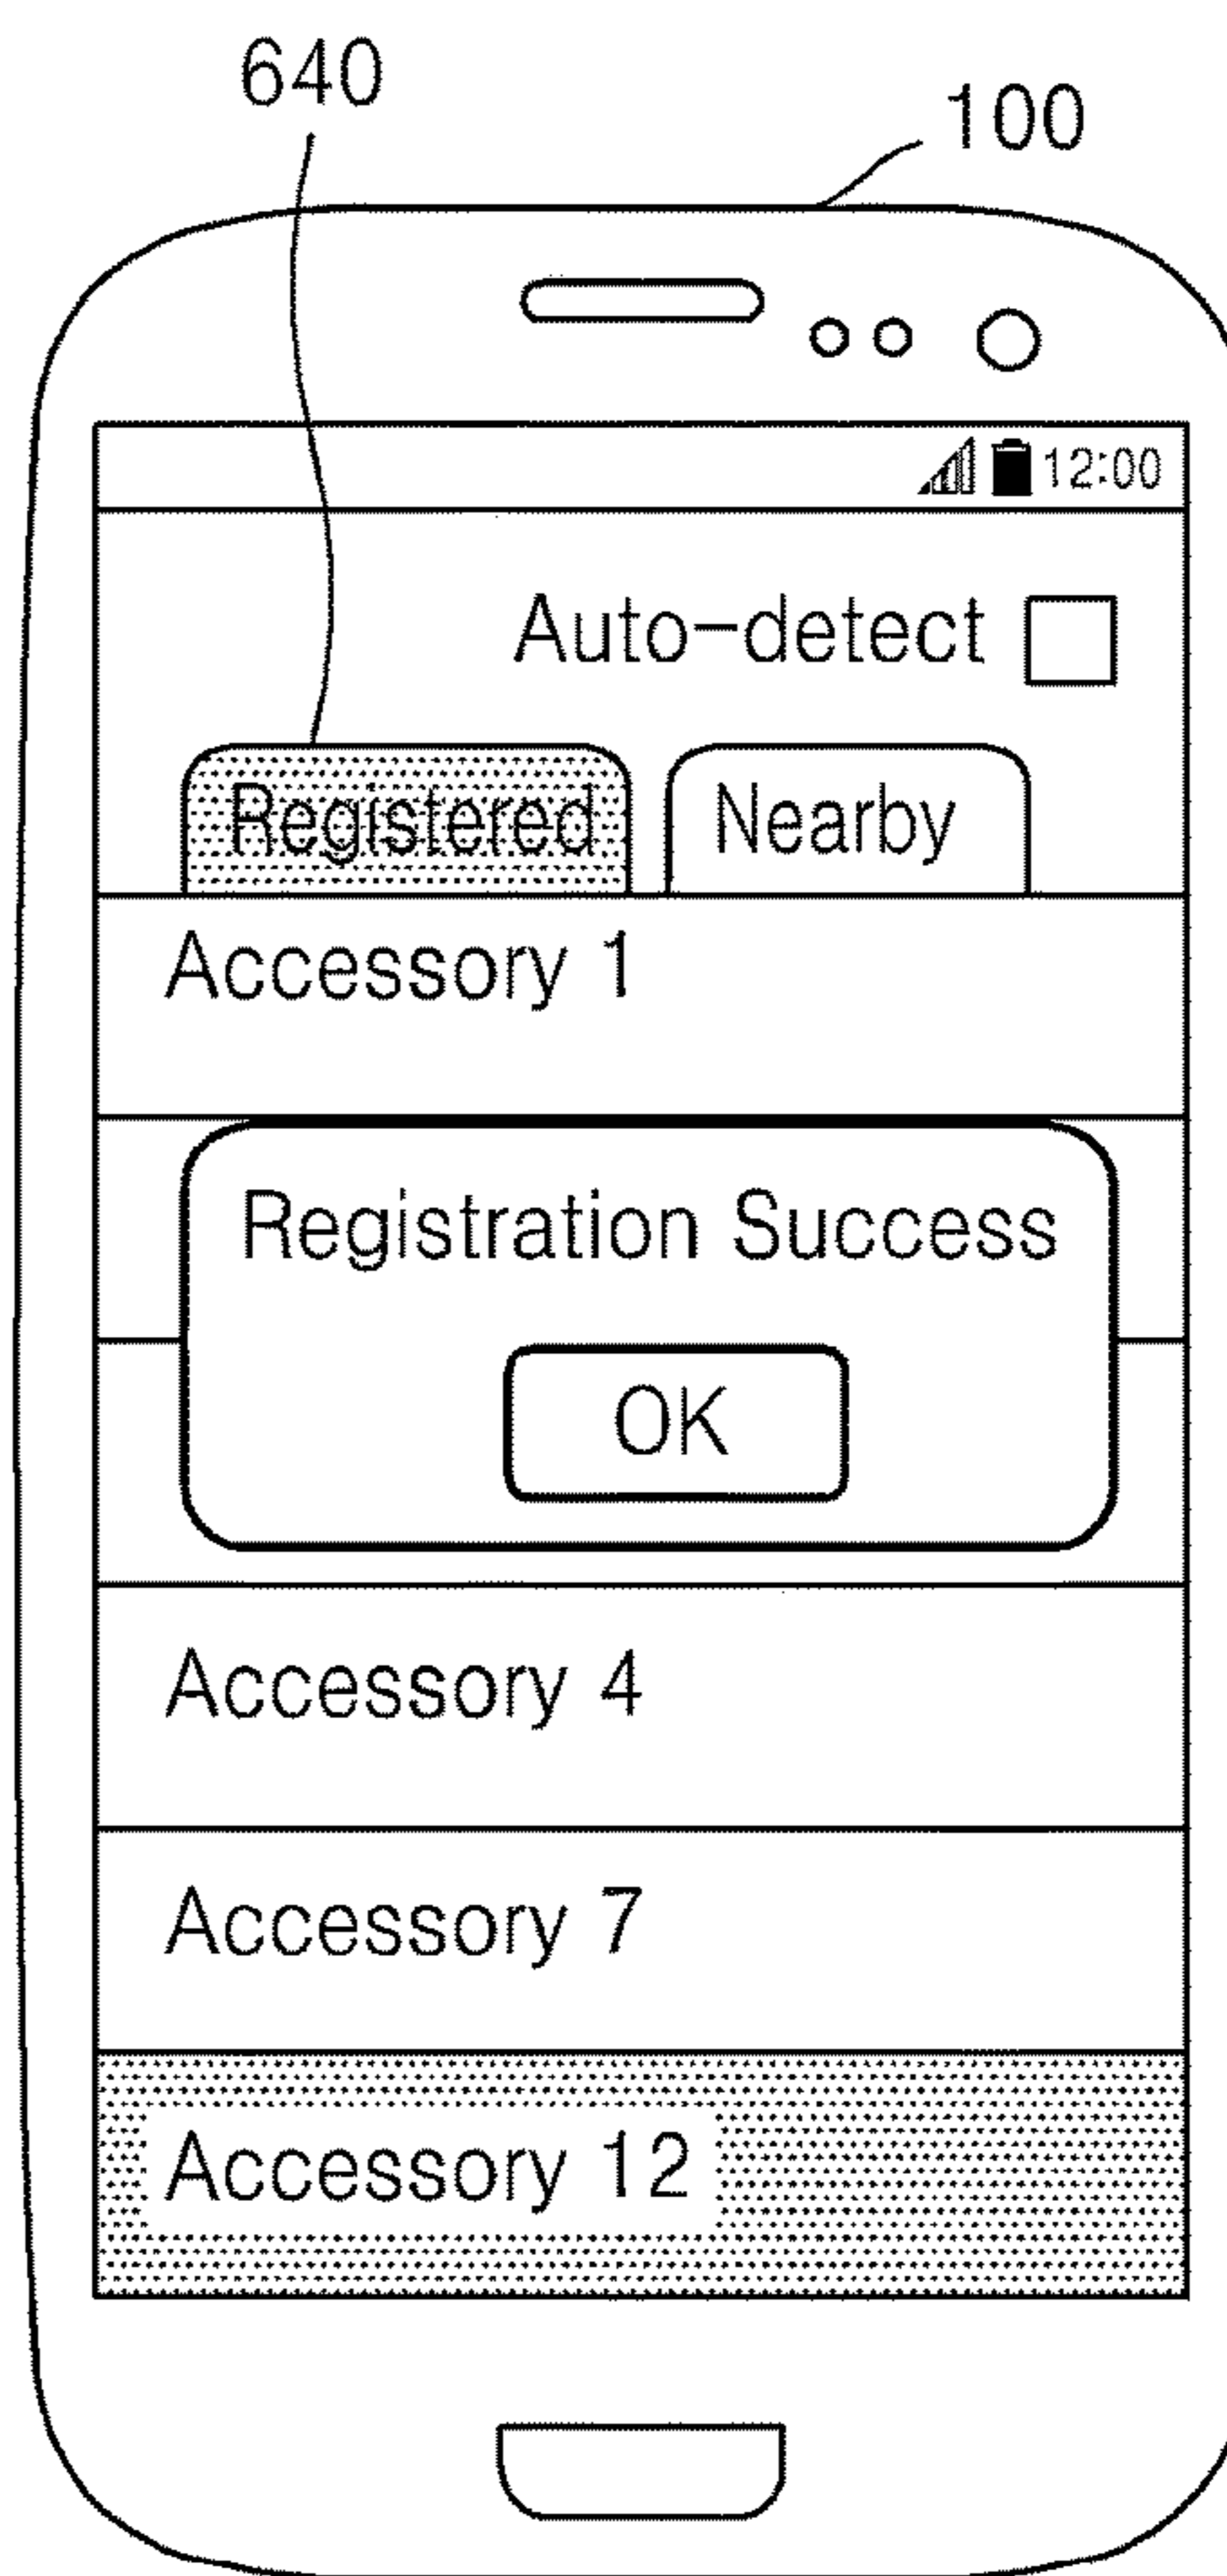 640
100
12:00
Auto-detect
Registered Nearby
Accessory 1
Registration Success
OK
Accessory 4
Accessory 7
Accessory 12